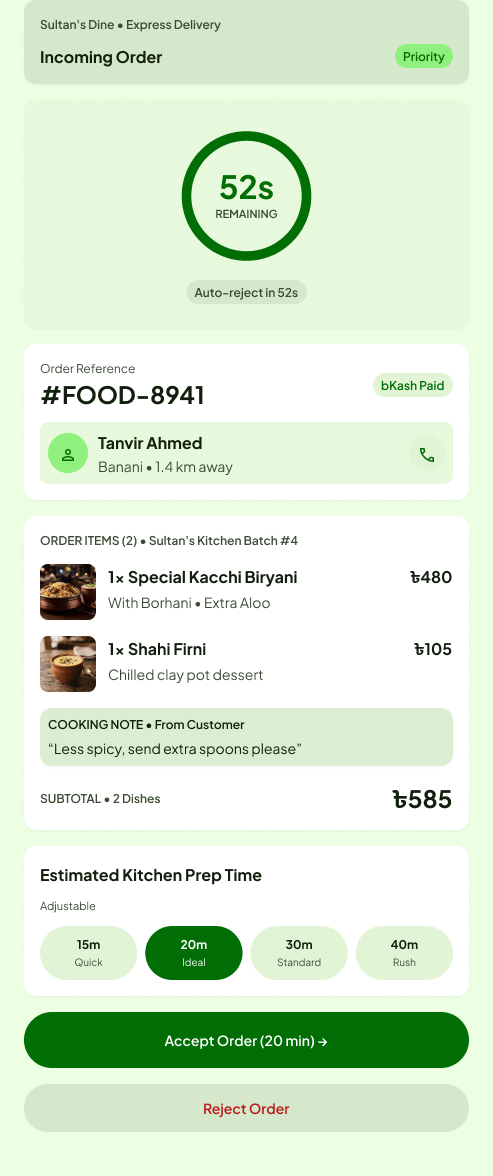 Sultan's Dine • Express Delivery
Incoming Order
Priority
52s
REMAINING
Auto-reject in 52s
Order Reference
#FOOD-8941
bKash Paid
Tanvir Ahmed
Banani • 1.4 km away
ORDER ITEMS (2) • Sultan's Kitchen Batch #4
1× Special Kacchi Biryani
৳480
With Borhani • Extra Aloo
1× Shahi Firni
৳105
Chilled clay pot dessert
COOKING NOTE • From Customer
“Less spicy, send extra spoons please”
SUBTOTAL • 2 Dishes
৳585
Estimated Kitchen Prep Time
Adjustable
15m
Quick
20m
Ideal
30m
Standard
40m
Rush
Accept Order (20 min) →
Reject Order